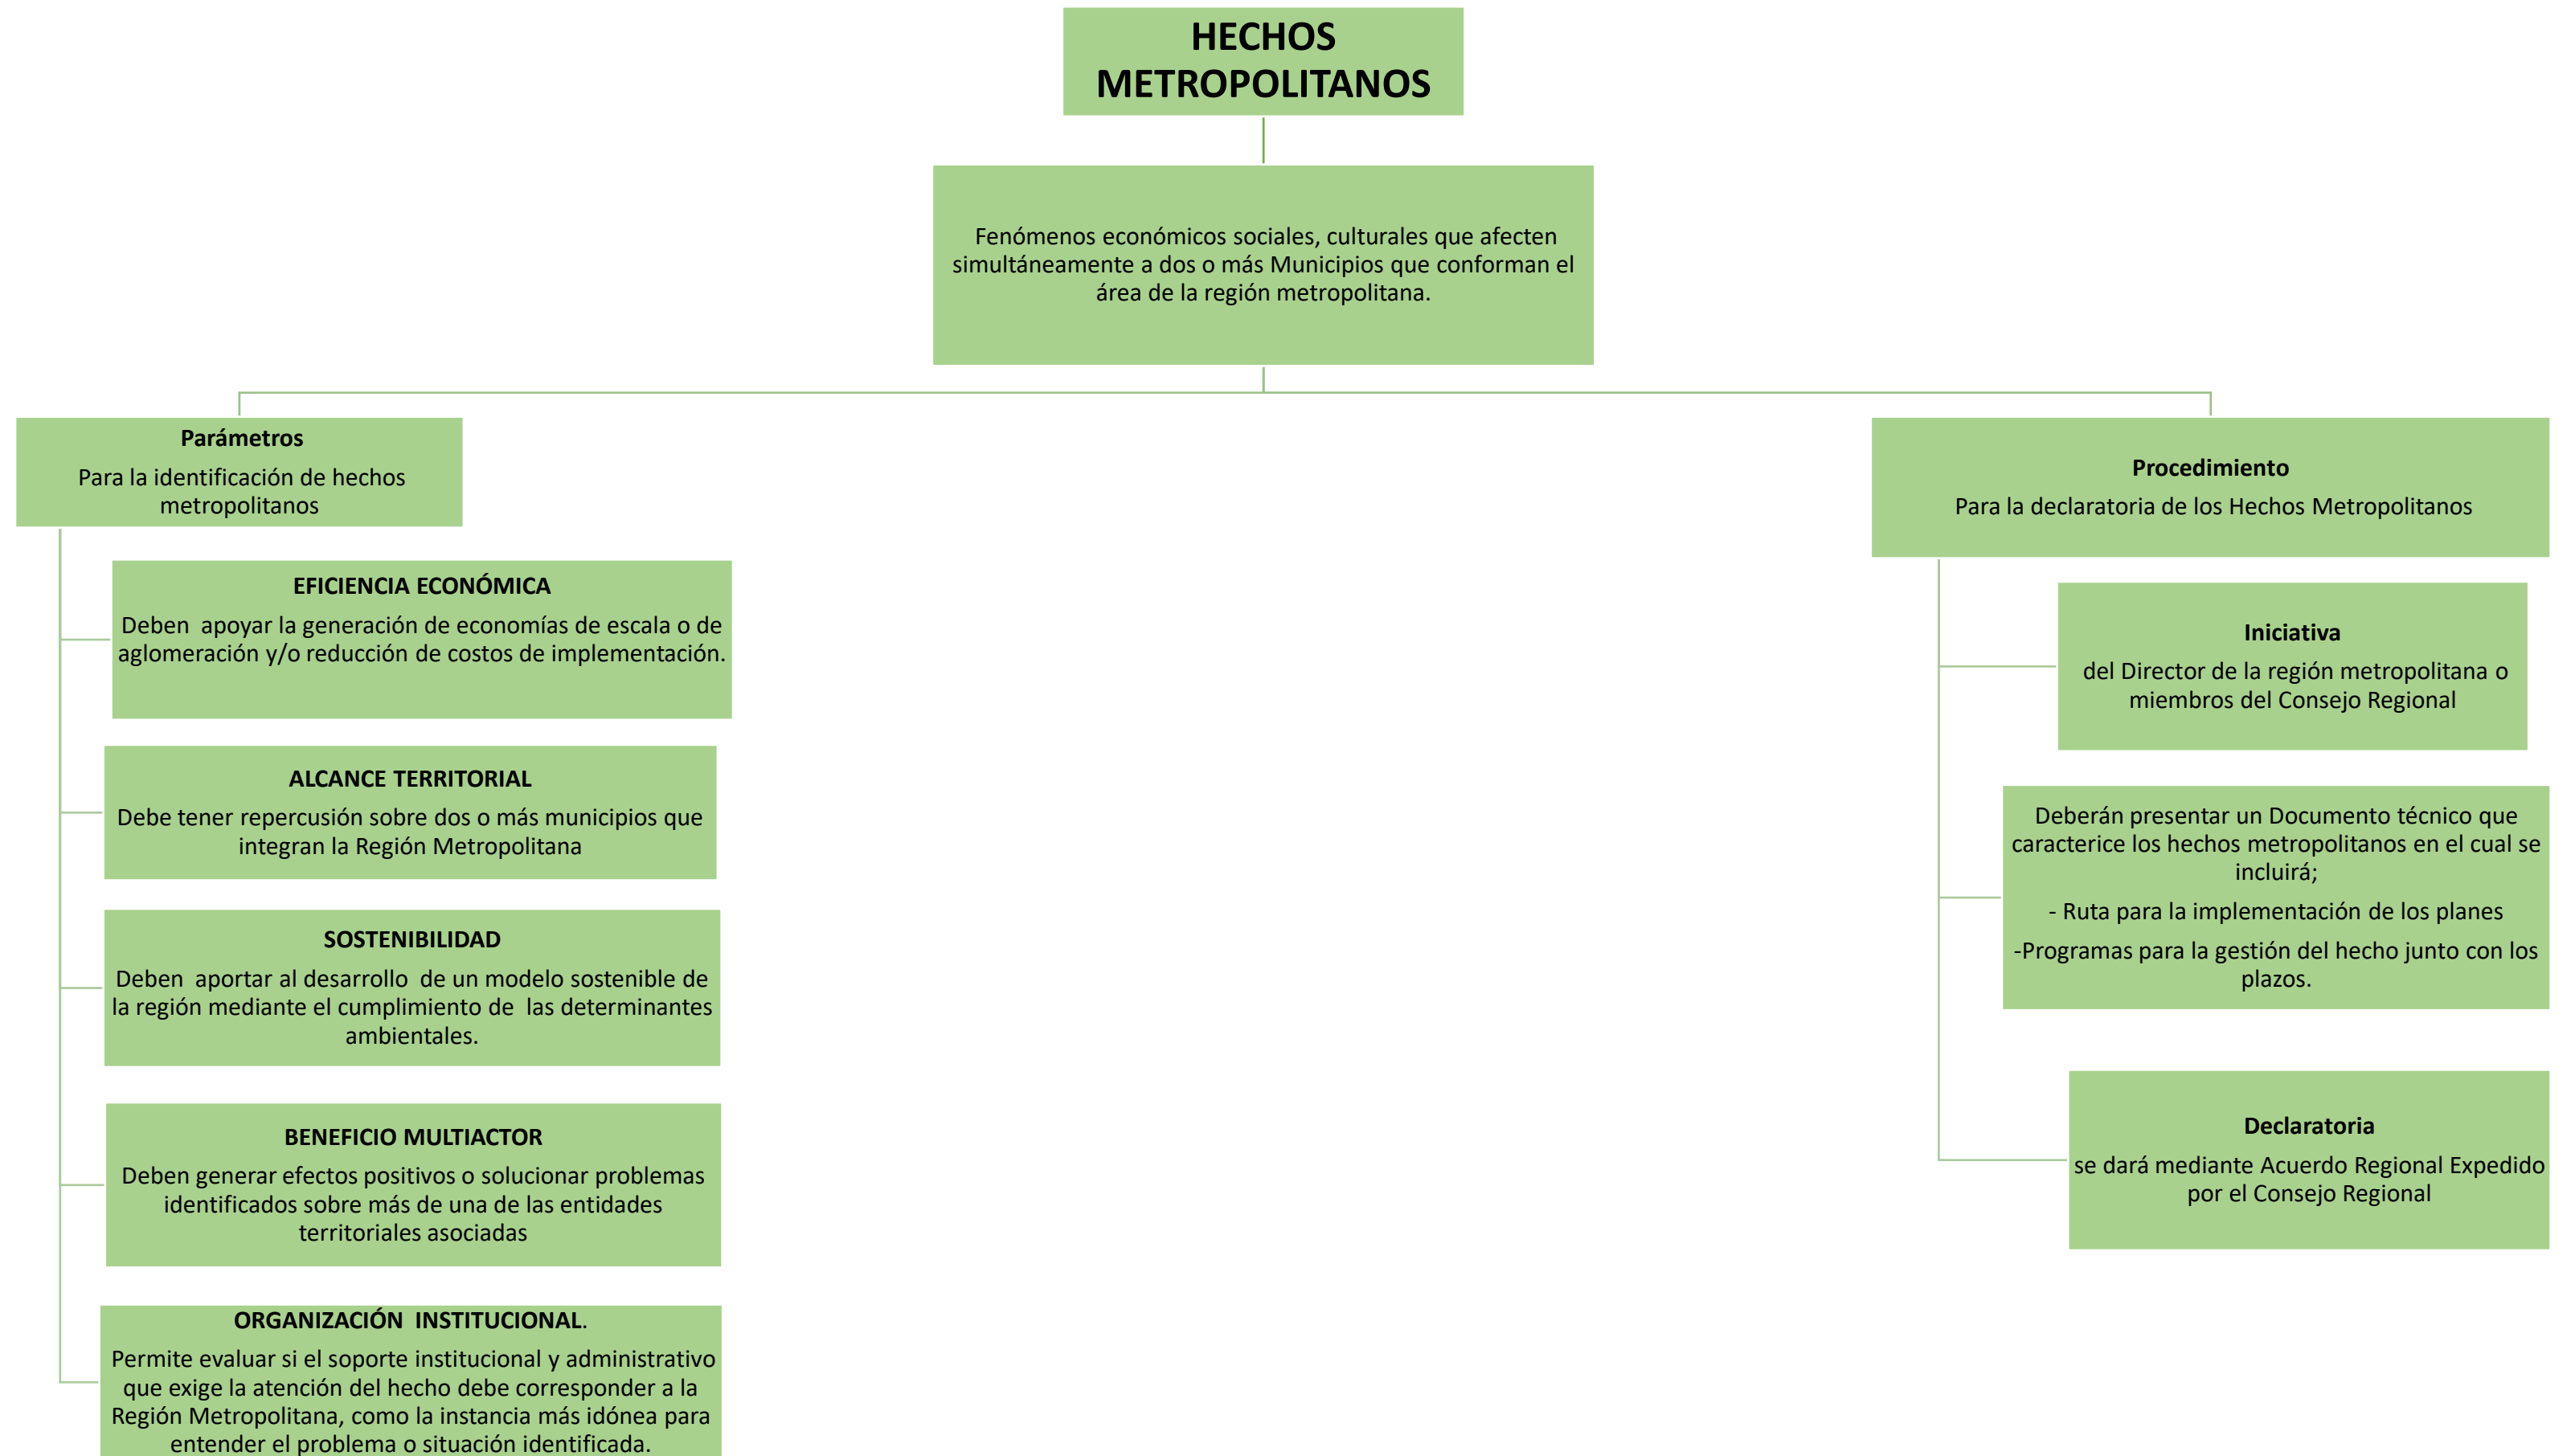 HECHOS
METROPOLITANOS
Fenómenos económicos sociales, culturales que afecten
simultáneamente a dos o más Municipios que conforman el
área de la región metropolitana.
Parámetros
Para la identificación de hechos
metropolitanos
EFICIENCIA ECONÓMICA
Deben  apoyar la generación de economías de escala o de
aglomeración y/o reducción de costos de implementación.
ALCANCE TERRITORIAL
Debe tener repercusión sobre dos o más municipios que
integran la Región Metropolitana
SOSTENIBILIDAD
Deben  aportar al desarrollo  de un modelo sostenible de
la región mediante el cumplimiento de  las determinantes
ambientales.
BENEFICIO MULTIACTOR
Deben generar efectos positivos o solucionar problemas
identificados sobre más de una de las entidades
territoriales asociadas
ORGANIZACIÓN  INSTITUCIONAL.
Permite evaluar si el soporte institucional y administrativo
que exige la atención del hecho debe corresponder a la
Región Metropolitana, como la instancia más idónea para
entender el problema o situación identificada.
Procedimiento
Para la declaratoria de los Hechos Metropolitanos
Iniciativa
del Director de la región metropolitana o
miembros del Consejo Regional
Deberán presentar un Documento técnico que
caracterice los hechos metropolitanos en el cual se
incluirá;
- Ruta para la implementación de los planes
-Programas para la gestión del hecho junto con los
plazos.
Declaratoria
se dará mediante Acuerdo Regional Expedido
por el Consejo Regional